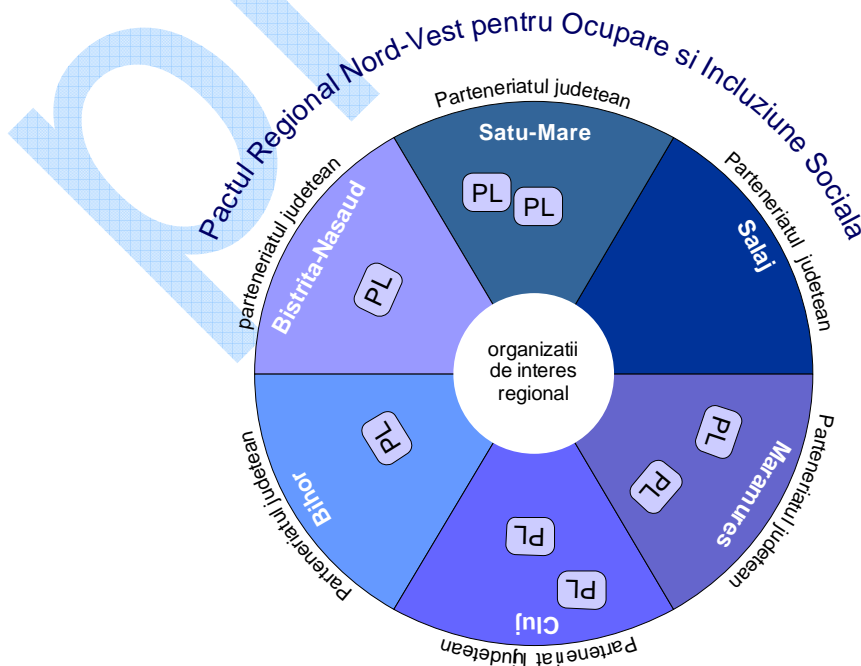 Pactul Regional Nord-Vest pentru Ocupare si Incluziune Sociala
Parteneriatul judetean
Satu-Mare
PL
PL
Parteneriatul judetean
Salaj
Parteneriatul judetean
Maramures
PL
PL
Parteneriat ljudetean
Cluj
PL
PL
Parteneriatul judetean
Bihor
PL
parteneriatul judetean
Bistrita-Nasaud
PL
organizatii
de interes
regional